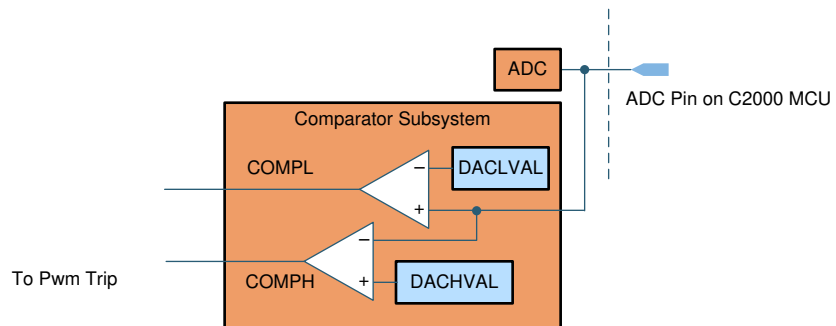 ADC
ADC Pin on C2000 MCU
Comparator Subsystem
COMPL
−
DACLVAL
+
−
To Pwm Trip
COMPH
+
DACHVAL